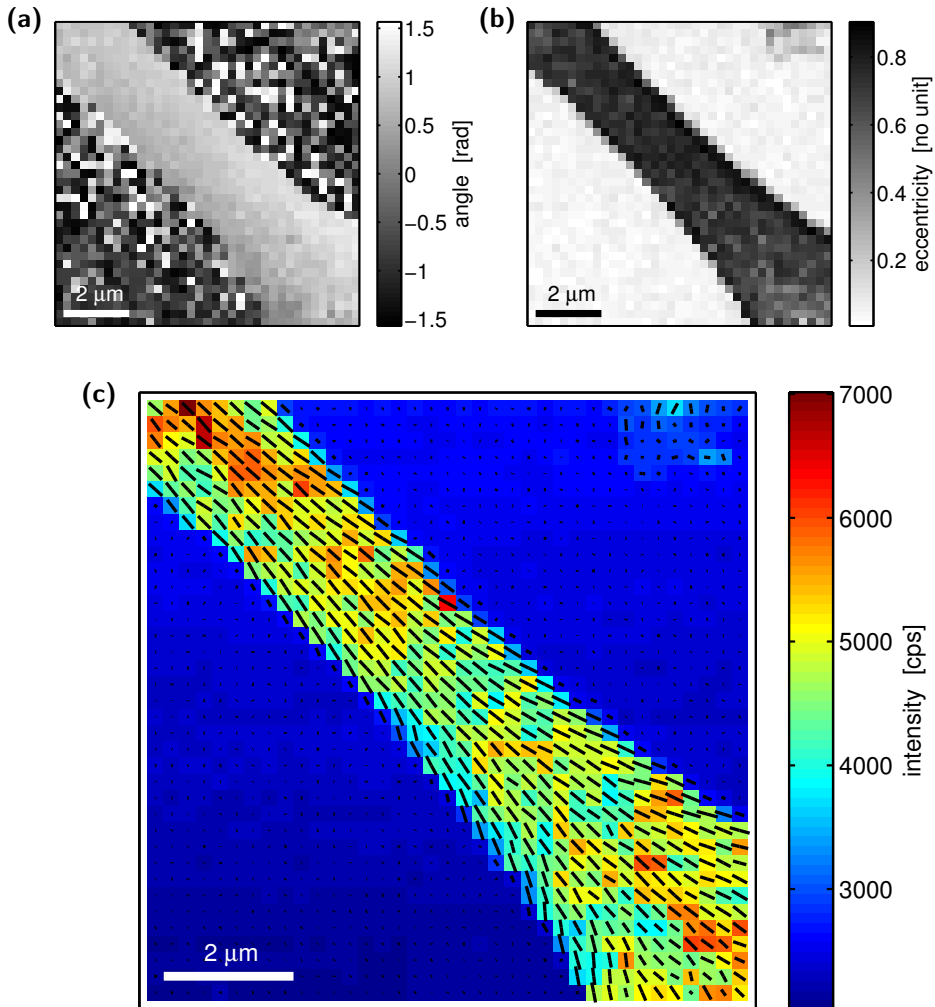 (a)
1.5
1
0.5
0
−0.5
−1
−1.5
angle [rad]
2 µm
(b)
0.8
0.6
0.4
0.2
eccentricity [no unit]
2 µm
(c)
7000
6000
5000
4000
3000
intensity [cps]
2 µm